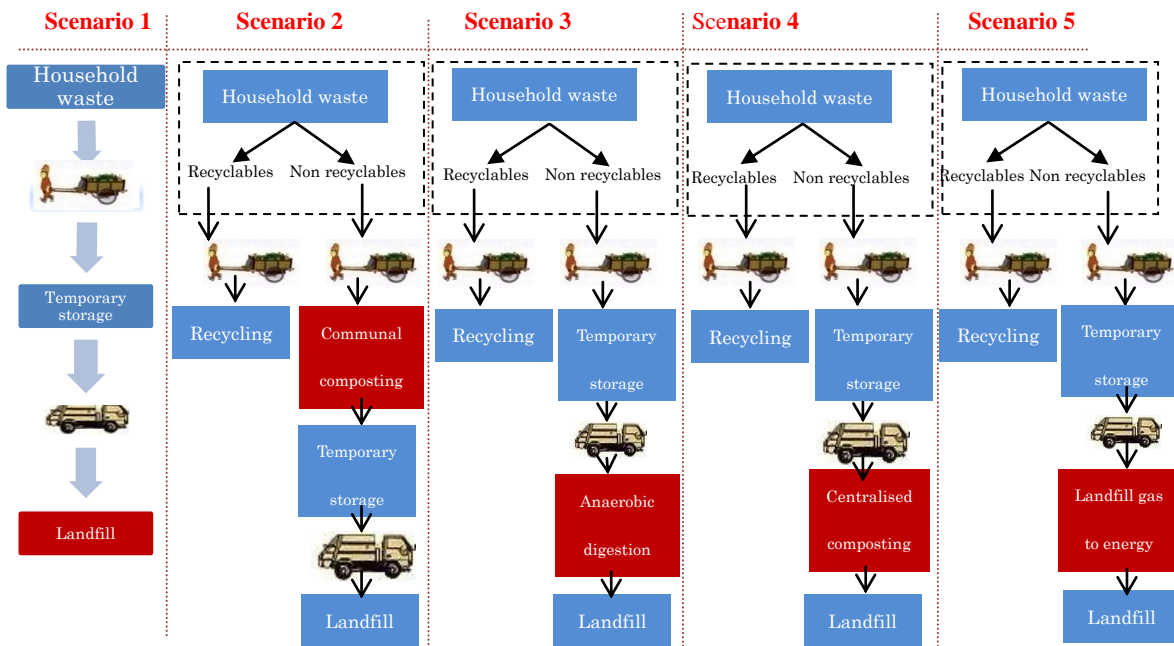 Scenario 1
Scenario 2
Scenario 3
Scenario 4
Scenario 5
Household
waste
Temporary
storage
Landfill
Household waste
Recyclables
Non recyclables
Recycling
Communal
composting
Temporary
storage
Landfill
Household waste
Recyclables
Non recyclables
Recycling
Temporary
storage
Anaerobic
digestion
Landfill
Household waste
Recyclables
Non recyclables
Recycling
Temporary
storage
Centralised
composting
Landfill
Household waste
Recyclables
Non recyclables
Recycling
Temporary
storage
Landfill gas
to energy
Landfill